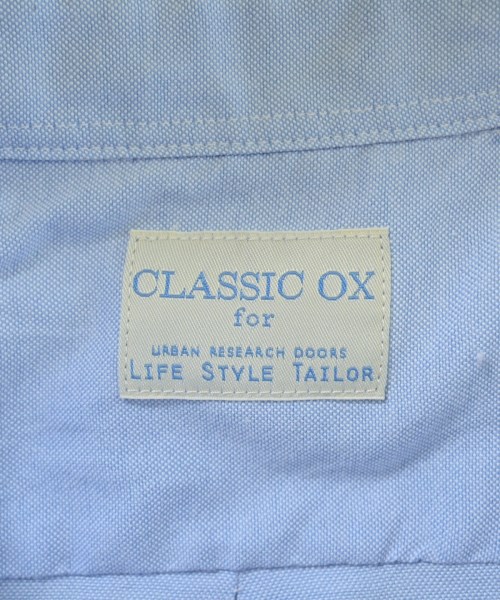 CLASSIC OX
for
URBAN RESEARCH DOORS
LIFE STYLE TAILOR